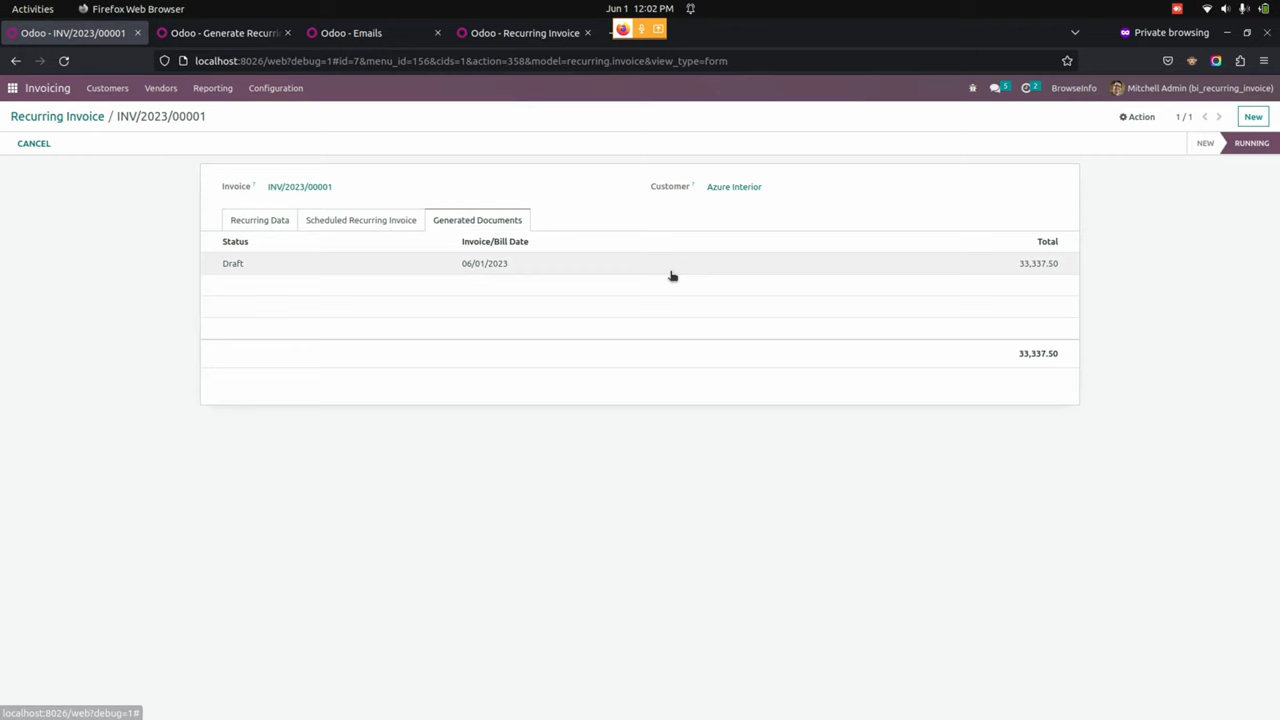 Activities Firefox Web Browser Jun 1 12:02 PM
Odoo - INV/2023/00001 Odoo - Generate Recurri Odoo - Emails Odoo - Recurring Invoice Private browsing
localhost:8026/web?debug=1#id=7&menu_id=156&cids=1&action=358&model=recurring.invoice&view_type=form
Invoicing Customers Vendors Reporting Configuration 5 2 BrowseInfo Mitchell Admin (bi_recurring_invoice)
Recurring Invoice / INV/2023/00001 Action 1 / 1 New
CANCEL NEW RUNNING
Invoice ? INV/2023/00001 Customer ? Azure Interior
Recurring Data Scheduled Recurring Invoice Generated Documents
Status Invoice/Bill Date Total
Draft 06/01/2023 33,337.50
33,337.50
localhost:8026/web?debug=1#